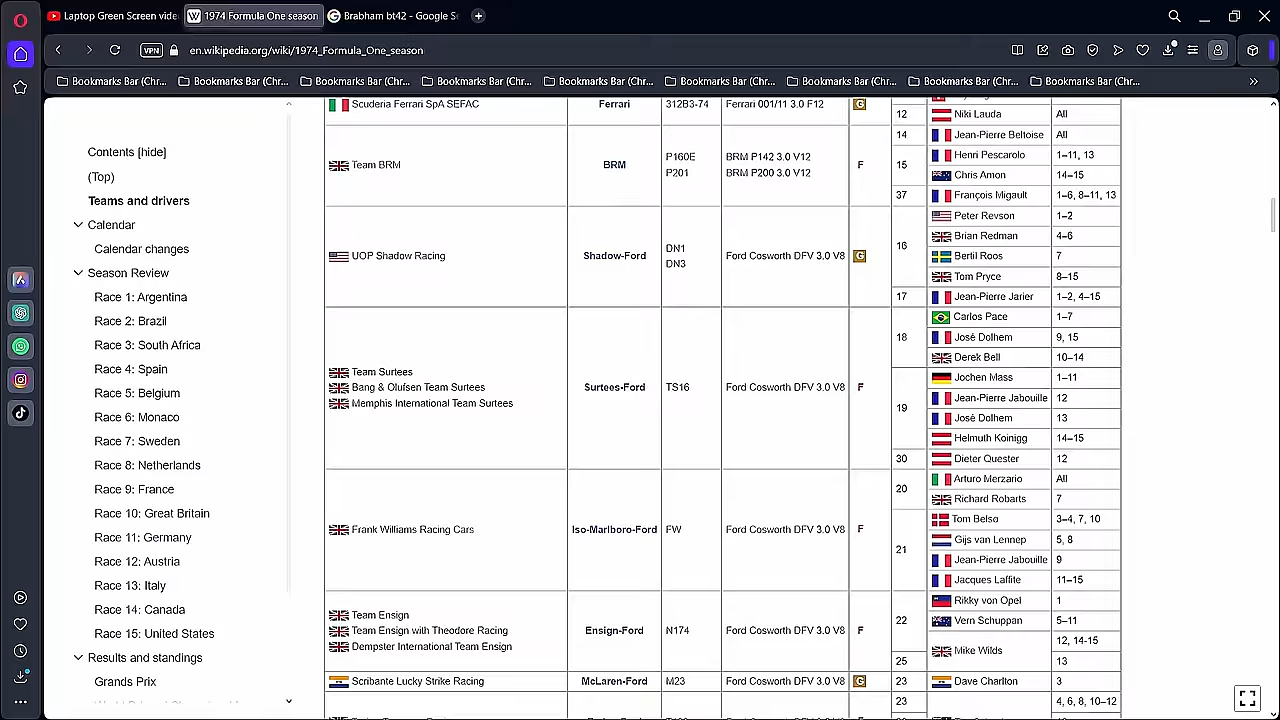 Laptop Green Screen vide
1974 Formula One season
Brabham bt42 - Google S
VPN
en.wikipedia.org/wiki/1974_Formula_One_season
Bookmarks Bar (Chr...
Bookmarks Bar (Chr...
Bookmarks Bar (Chr...
Bookmarks Bar (Chr...
Bookmarks Bar (Chr...
Bookmarks Bar (Chr...
Bookmarks Bar (Chr...
Bookmarks Bar (Chr...
Bookmarks Bar (Chr...
Contents [hide]
(Top)
Teams and drivers
Calendar
Calendar changes
Season Review
Race 1: Argentina
Race 2: Brazil
Race 3: South Africa
Race 4: Spain
Race 5: Belgium
Race 6: Monaco
Race 7: Sweden
Race 8: Netherlands
Race 9: France
Race 10: Great Britain
Race 11: Germany
Race 12: Austria
Race 13: Italy
Race 14: Canada
Race 15: United States
Results and standings
Grands Prix
Scuderia Ferrari SpA SEFAC
Ferrari
312B3-74
Ferrari 001/11 3.0 F12
G
12
Niki Lauda
All
Team BRM
BRM
P160E
P201
BRM P142 3.0 V12
BRM P200 3.0 V12
F
14
Jean-Pierre Beltoise
All
15
Henri Pescarolo
1–11, 13
Chris Amon
14–15
37
François Migault
1–6, 8–11, 13
UOP Shadow Racing
Shadow-Ford
DN1
DN3
Ford Cosworth DFV 3.0 V8
G
16
Peter Revson
1–2
Brian Redman
4–6
Bertil Roos
7
Tom Pryce
8–15
17
Jean-Pierre Jarier
1–2, 4–15
Team Surtees
Bang & Olufsen Team Surtees
Memphis International Team Surtees
Surtees-Ford
TS16
Ford Cosworth DFV 3.0 V8
F
18
Carlos Pace
1–7
José Dolhem
9, 15
Derek Bell
10–14
19
Jochen Mass
1–11
Jean-Pierre Jabouille
12
José Dolhem
13
Helmuth Koinigg
14–15
30
Dieter Quester
12
Frank Williams Racing Cars
Iso-Marlboro-Ford
FW
Ford Cosworth DFV 3.0 V8
F
20
Arturo Merzario
All
Richard Robarts
7
21
Tom Belsø
3–4, 7, 10
Gijs van Lennep
5, 8
Jean-Pierre Jabouille
9
Jacques Laffite
11–15
Team Ensign
Team Ensign with Theodore Racing
Dempster International Team Ensign
Ensign-Ford
N174
Ford Cosworth DFV 3.0 V8
F
22
Rikky von Opel
1
Vern Schuppan
5–11
Mike Wilds
12, 14-15
25
13
Scribante Lucky Strike Racing
McLaren-Ford
M23
Ford Cosworth DFV 3.0 V8
G
23
Dave Charlton
3
23
4, 6, 8, 10–12